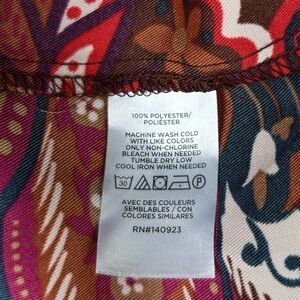 100% POLYESTER/
POLIÉSTER
MACHINE WASH COLD
WITH LIKE COLORS
ONLY NON-CHLORINE
BLEACH WHEN NEEDED
TUMBLE DRY LOW
COOL IRON WHEN NEEDED
30 P
AVEC DES COULEURS
SEMBLABLES / CON
COLORES SIMILARES
RN#140923